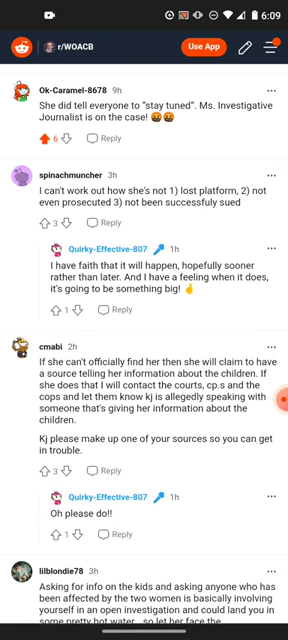 6:09
r/WOACB
Use App
Ok-Caramel-8678 9h
She did tell everyone to "stay tuned". Ms. Investigative
Journalist is on the case! 🤬🤬
6
Reply
spinachmuncher 3h
I can't work out how she's not 1) lost platform, 2) not
even prosecuted 3) not been successfuly sued
3
Reply
Quirky-Effective-807 1h
I have faith that it will happen, hopefully sooner
rather than later. And I have a feeling when it does,
it's going to be something big! 🤞
1
Reply
cmabi 2h
If she can't officially find her then she will claim to have
a source telling her information about the children. If
she does that I will contact the courts, cp.s and the
cops and let them know kj is allegedly speaking with
someone that's giving her information about the
children.
Kj please make up one of your sources so you can get
in trouble.
3
Reply
Quirky-Effective-807 1h
Oh please do!!
1
Reply
lilblondie78 3h
Asking for info on the kids and asking anyone who has
been affected by the two women is basically involving
yourself in an open investigation and could land you in
some pretty hot water...so let her face the